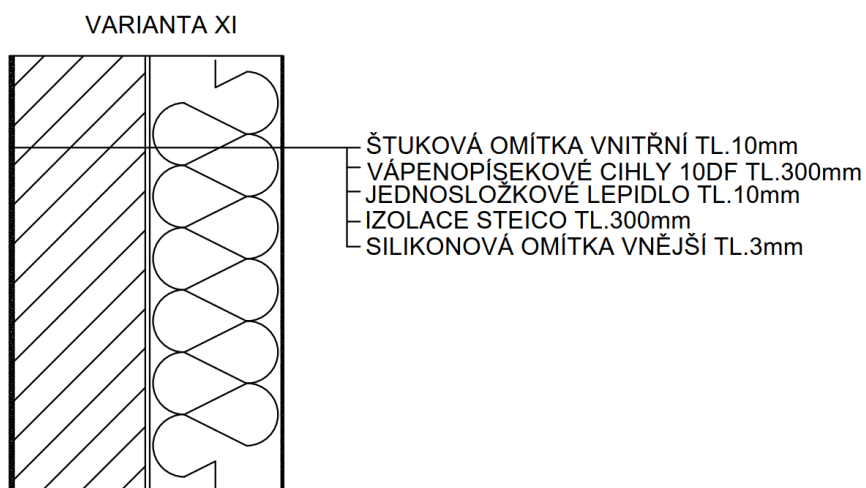 VARIANTA XI
ŠTUKOVÁ OMÍTKA VNITŘNÍ TL.10mm
VÁPENOPÍSEKOVÉ CIHLY 10DF TL.300mm
JEDNOSLOŽKOVÉ LEPIDLO TL.10mm
IZOLACE STEICO TL.300mm
SILIKONOVÁ OMÍTKA VNĚJŠÍ TL.3mm